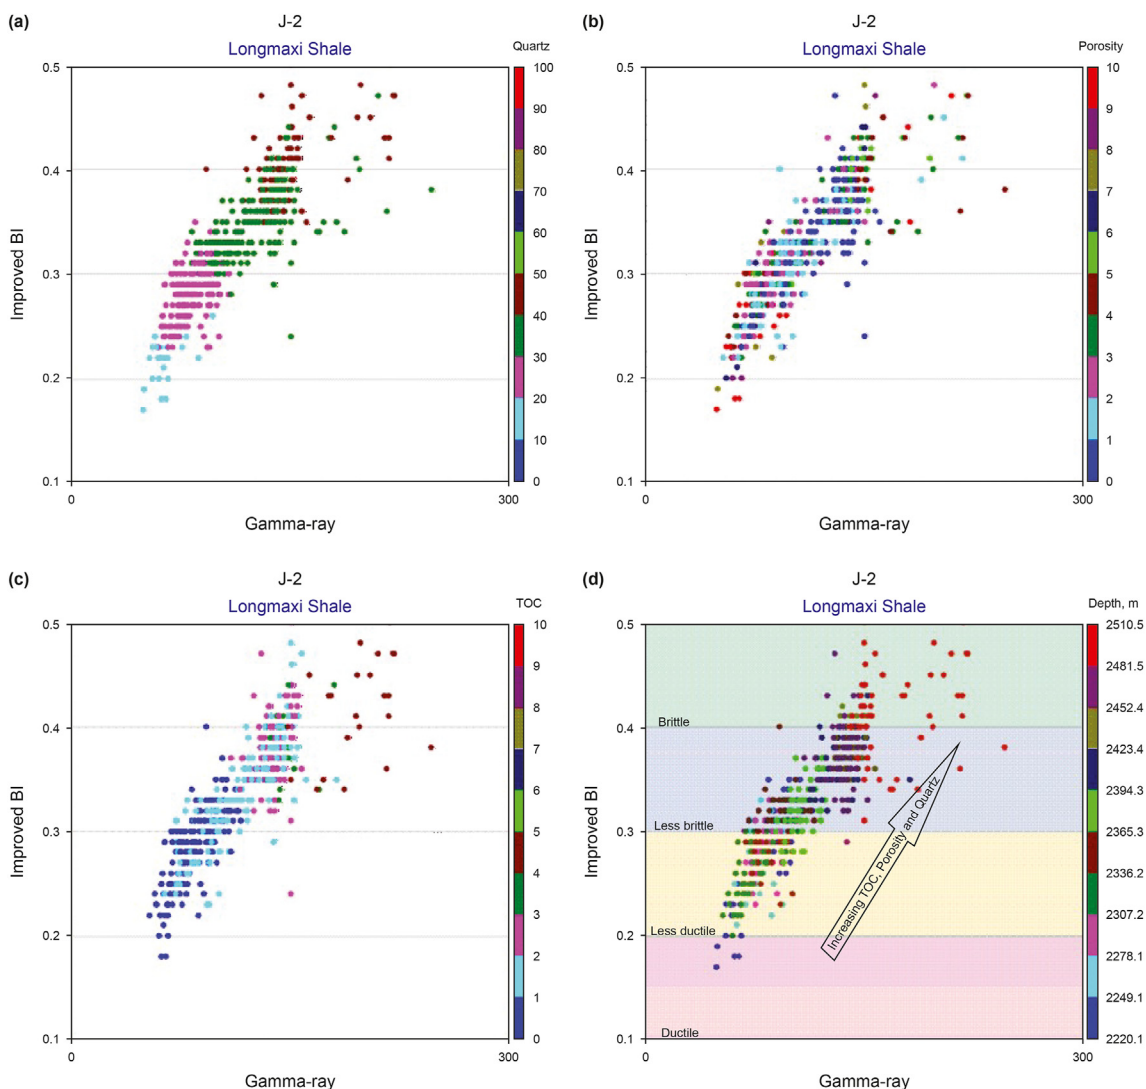 (a)
J-2
Longmaxi Shale
Quartz
0.5
0.4
0.3
0.2
0.1
Improved BI
0
300
Gamma-ray
100
90
80
70
60
50
40
30
20
10
0
(b)
J-2
Longmaxi Shale
Porosity
0.5
0.4
0.3
0.2
0.1
Improved BI
0
300
Gamma-ray
10
9
8
7
6
5
4
3
2
1
0
(c)
J-2
Longmaxi Shale
TOC
0.5
0.4
0.3
0.2
0.1
Improved BI
0
300
Gamma-ray
10
9
8
7
6
5
4
3
2
1
0
(d)
J-2
Longmaxi Shale
Depth, m
0.5
0.4
0.3
0.2
0.1
Improved BI
Brittle
Less brittle
Less ductile
Ductile
Increasing TOC, Porosity and Quartz
0
300
Gamma-ray
2510.5
2481.5
2452.4
2423.4
2394.3
2365.3
2336.2
2307.2
2278.1
2249.1
2220.1